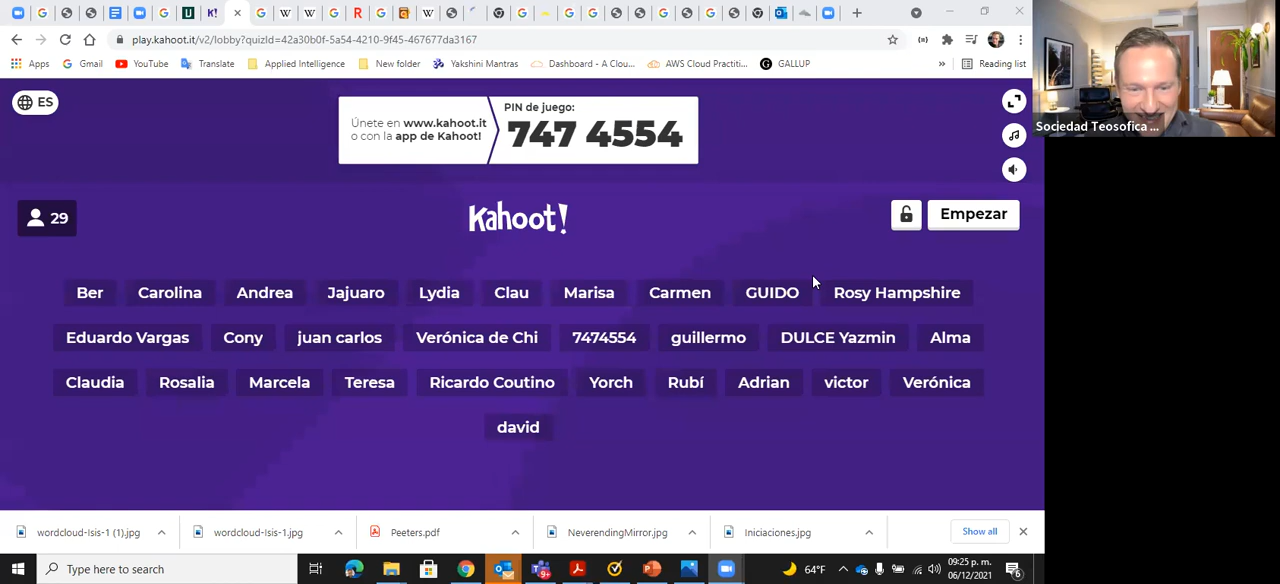 play.kahoot.it/v2/lobby?quizId=42a30b0f-5a54-4210-9f45-467677da3167
Apps Gmail YouTube Translate Applied Intelligence New folder Yakshini Mantras Dashboard - A Clou... AWS Cloud Practiti... GALLUP » Reading list
ES
Únete en www.kahoot.it
o con la app de Kahoot!
PIN de juego:
747 4554
Sociedad Teosofica ...
29
Kahoot!
Empezar
Ber Carolina Andrea Jajuaro Lydia Clau Marisa Carmen GUIDO Rosy Hampshire
Eduardo Vargas Cony juan carlos Verónica de Chi 7474554 guillermo DULCE Yazmin Alma
Claudia Rosalia Marcela Teresa Ricardo Coutino Yorch Rubí Adrian victor Verónica
david
wordcloud-Isis-1 (1).jpg wordcloud-Isis-1.jpg Peeters.pdf NeverendingMirror.jpg Iniciaciones.jpg Show all
Type here to search
64°F
09:25 p. m.
06/12/2021
6